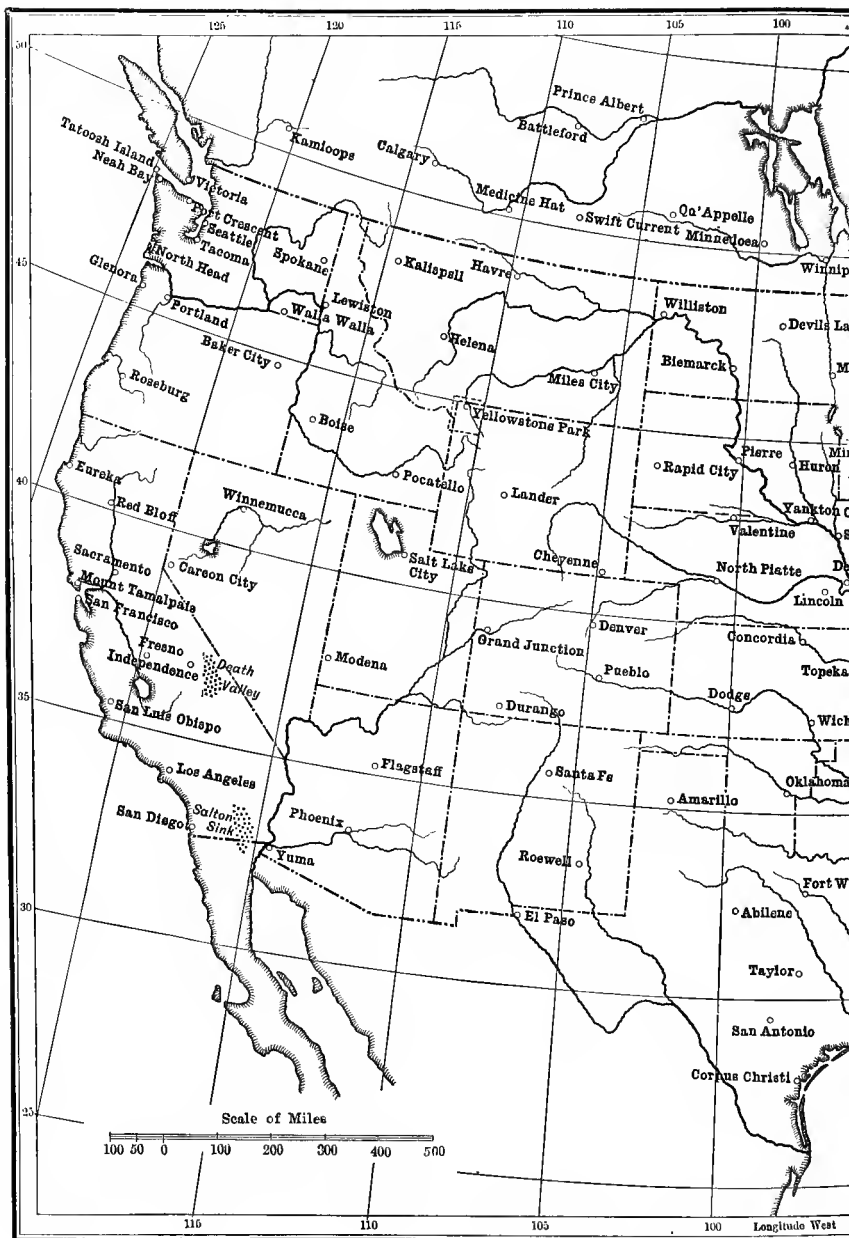 125
120
115
110
105
100
50
Prince Albert
Battleford
Kamloops
Calgary
Tatoosh Island
Neah Bay
Victoria
Medicine Hat
Swift Current
Qu'Appelle
Minnedosa
Port Crescent
Seattle
Tacoma
North Head
Spokane
Kalispell
Havre
Winnip
45
Glenora
Portland
Lewiston
Walla Walla
Williston
Devils La
Baker City
Helena
Miles City
Bismarck
M
Roseburg
Boise
Yellowstone Park
Pierre
Min
Huron
Rapid City
40
Eureka
Pocatello
Lander
Red Bluff
Winnemucca
Yankton
Valentine
Sacramento
Carson City
Salt Lake
City
Cheyenne
North Platte
Lincoln
Mount Tamalpais
San Francisco
Fresno
Independence
Death
Valley
Modena
Grand Junction
Denver
Concordia
Pueblo
Topeka
Dodge
Wich
35
San Luis Obispo
Durango
Los Angeles
Flagstaff
Santa Fe
Amarillo
Oklahoma
San Diego
Salton
Sink
Phoenix
Yuma
Roswell
Fort W
30
El Paso
Abilene
Taylor
San Antonio
Corpus Christi
25
Scale of Miles
100 50 0 100 200 300 400 500
115
110
105
100
Longitude West